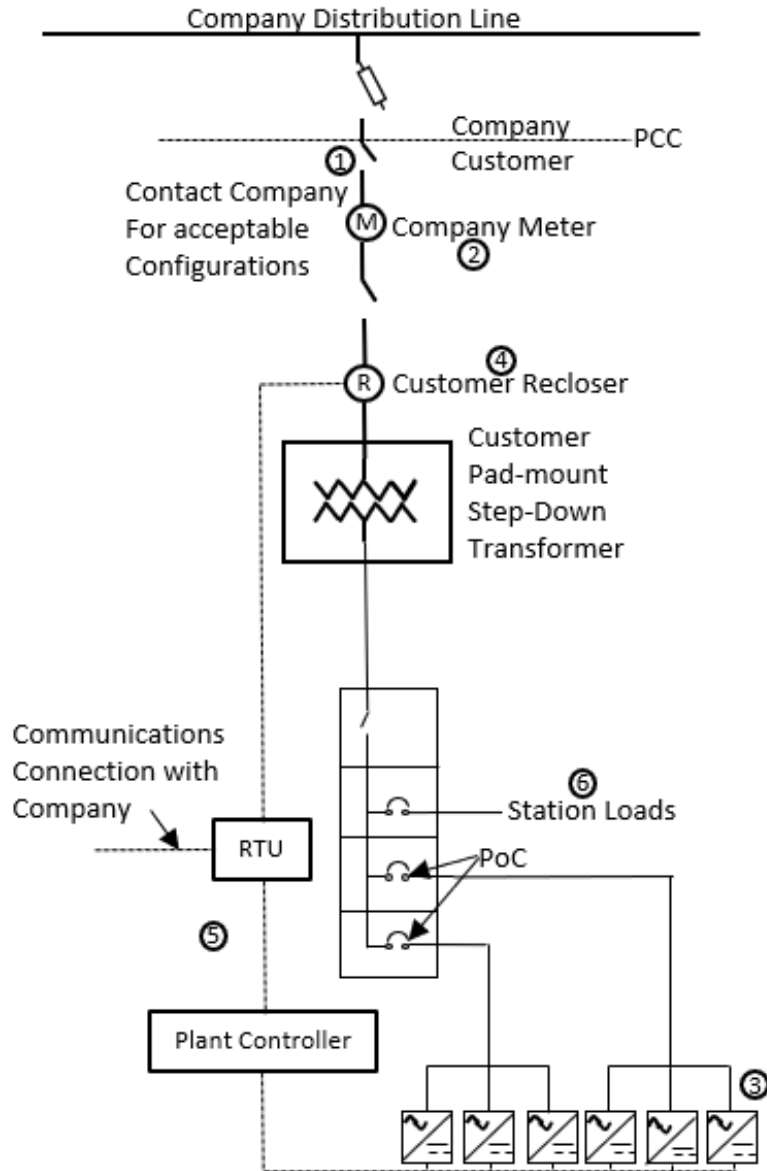 Company Distribution Line
Company
PCC
Customer
①
Contact Company
For acceptable
Configurations
M
Company Meter
②
④
R
Customer Recloser
Customer
Pad-mount
Step-Down
Transformer
Communications
Connection with
Company
⑥
Station Loads
RTU
PoC
⑤
Plant Controller
③